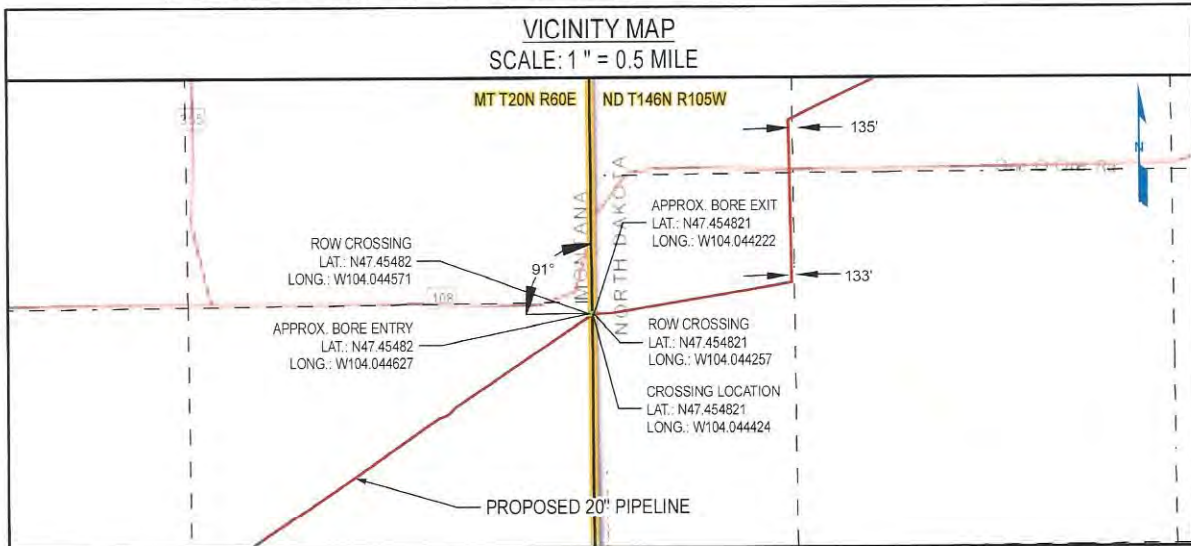 VICINITY MAP
SCALE: 1 " = 0.5 MILE
MT T20N R60E
ND T146N R105W
135'
N
MONTANA
NORTH DAKOTA
APPROX. BORE EXIT
LAT.: N47.454821
LONG.: W104.044222
ROW CROSSING
LAT.: N47.45482
LONG.: W104.044571
91°
133'
108
APPROX. BORE ENTRY
LAT.: N47.45482
LONG.: W104.044627
ROW CROSSING
LAT.: N47.454821
LONG.: W104.044257
CROSSING LOCATION
LAT.: N47.454821
LONG.: W104.044424
PROPOSED 20" PIPELINE